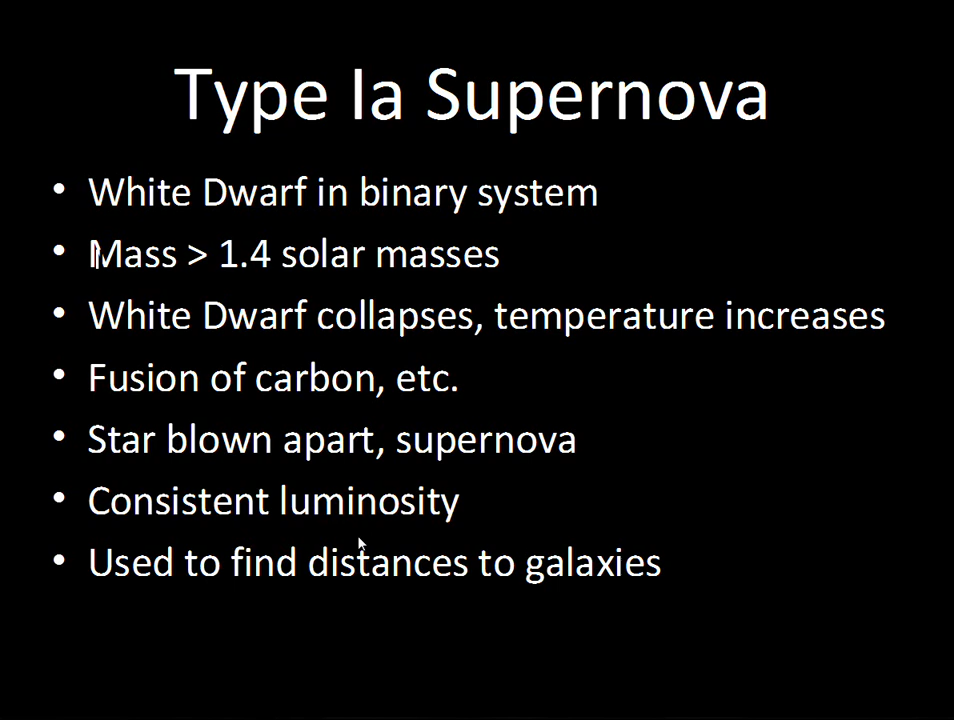 Type Ia Supernova
• White Dwarf in binary system
• Mass > 1.4 solar masses
• White Dwarf collapses, temperature increases
• Fusion of carbon, etc.
• Star blown apart, supernova
• Consistent luminosity
• Used to find distances to galaxies